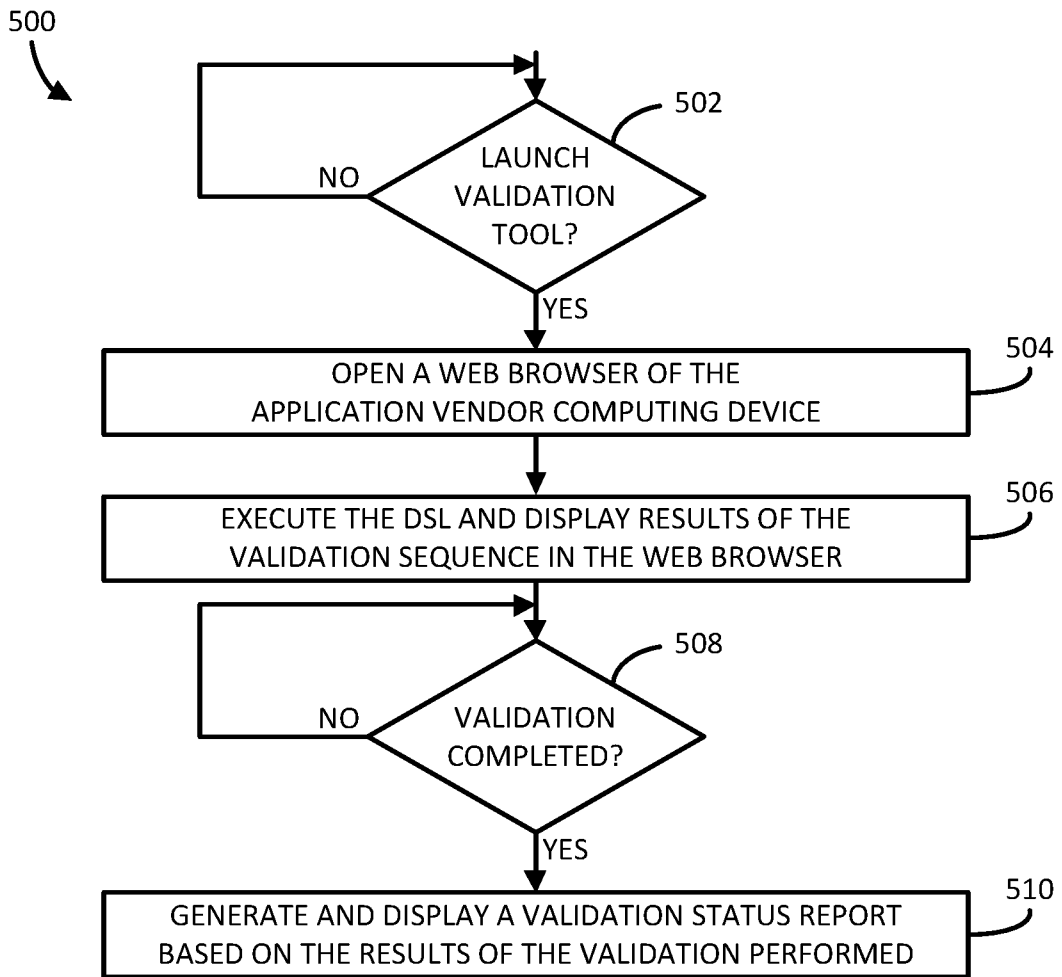 500
502
LAUNCH
VALIDATION
TOOL?
NO
YES
504
OPEN A WEB BROWSER OF THE
APPLICATION VENDOR COMPUTING DEVICE
506
EXECUTE THE DSL AND DISPLAY RESULTS OF THE
VALIDATION SEQUENCE IN THE WEB BROWSER
508
NO
VALIDATION
COMPLETED?
YES
510
GENERATE AND DISPLAY A VALIDATION STATUS REPORT
BASED ON THE RESULTS OF THE VALIDATION PERFORMED